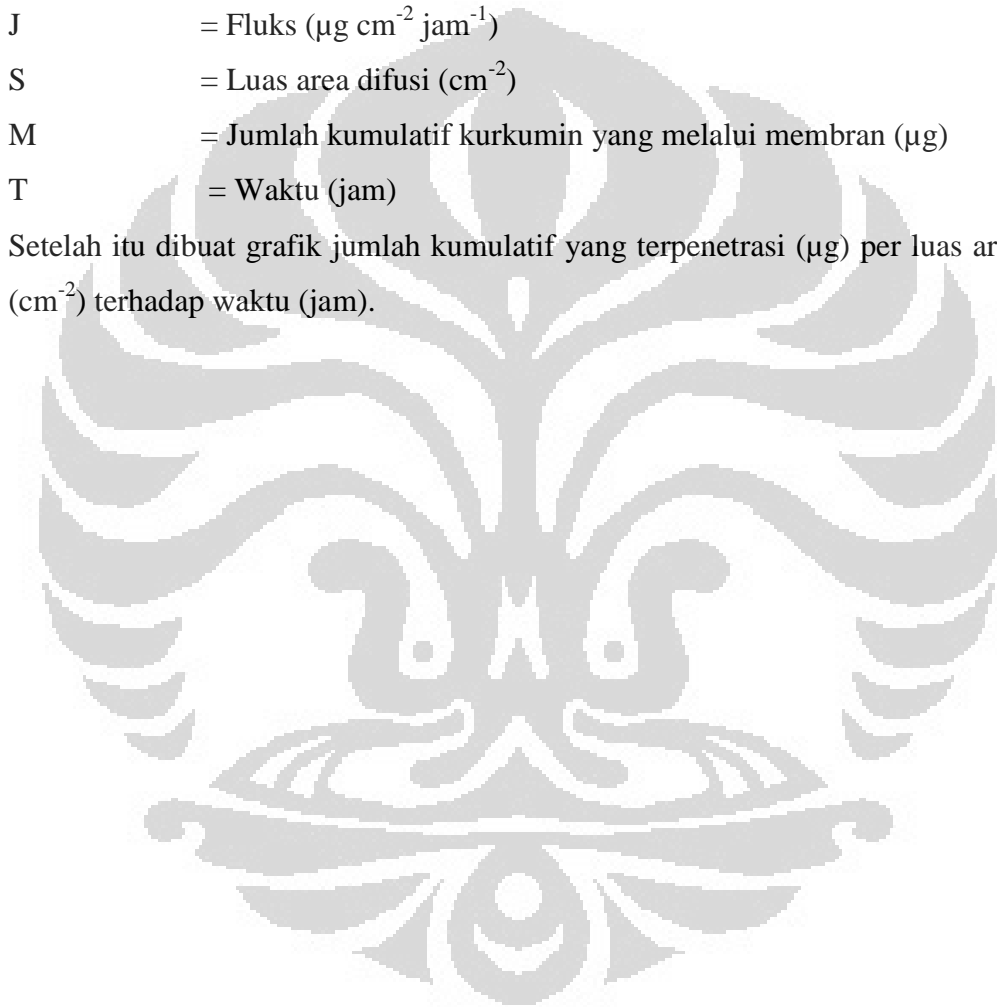 J = Fluks (µg cm⁻² jam⁻¹)
S = Luas area difusi (cm⁻²)
M = Jumlah kumulatif kurkumin yang melalui membran (µg)
T = Waktu (jam)
Setelah itu dibuat grafik jumlah kumulatif yang terpenetrasi (µg) per luas ar
(cm⁻²) terhadap waktu (jam).